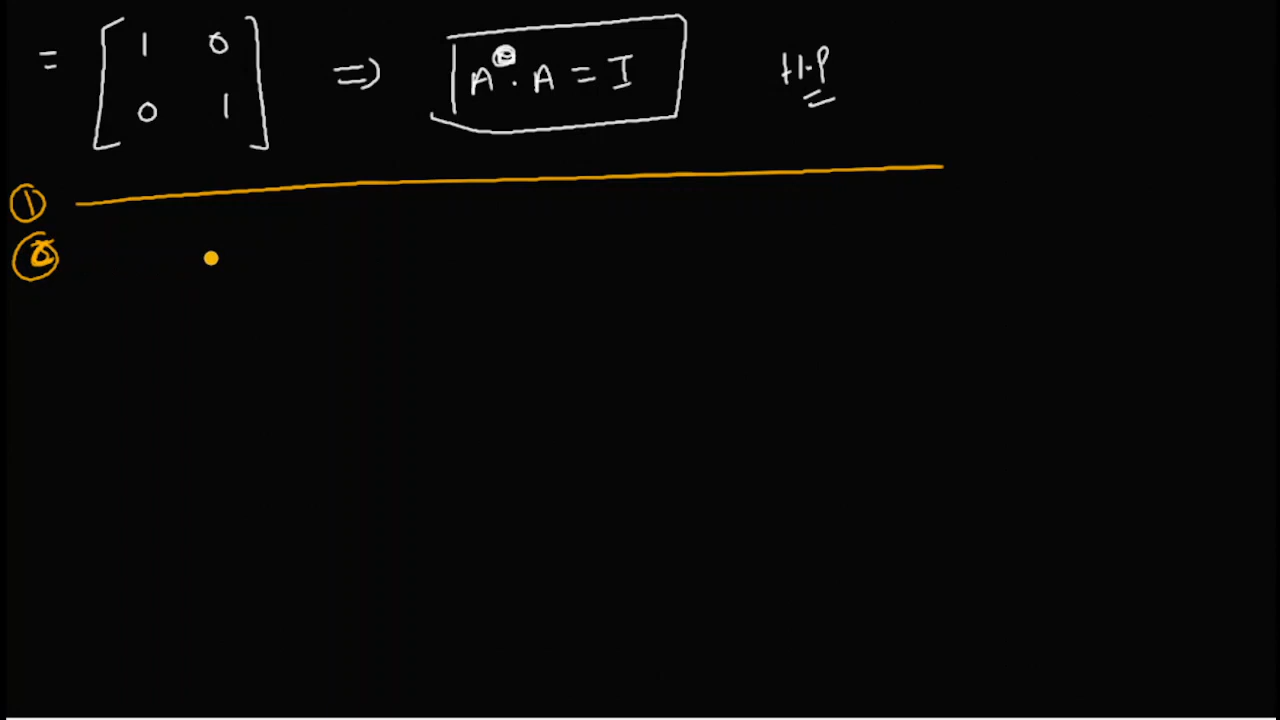 = [ 1 0 ; 0 1 ] ⇒ A^Θ · A = I H.P
①
②